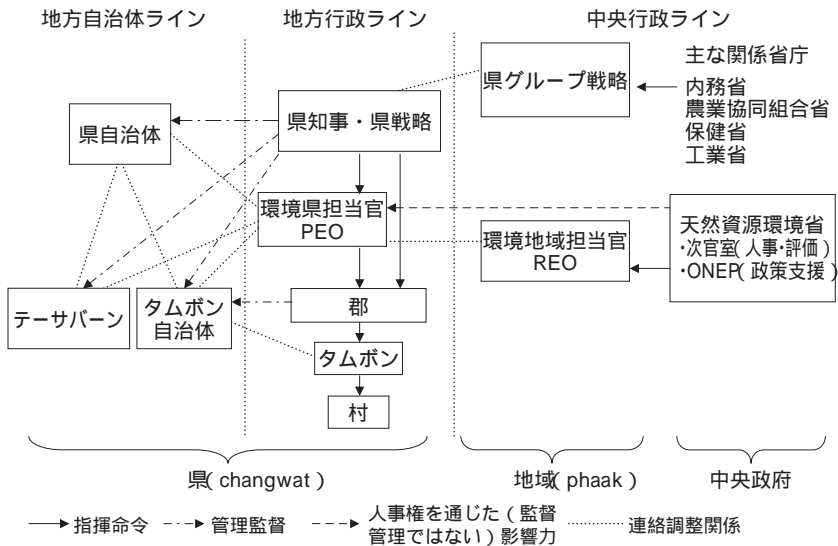 地方自治体ライン
地方行政ライン
中央行政ライン
主な関係省庁
県グループ戦略
内務省
農業協同組合省
保健省
工業省
県知事・県戦略
県自治体
環境県担当官
PEO
環境地域担当官
REO
天然資源環境省
・次官室(人事・評価)
・ONEP(政策支援)
テーサバーン
タムボン
自治体
郡
タムボン
村
県(changwat)
地域(phaak)
中央政府
指揮命令
管理監督
人事権を通じた(監督
管理ではない)影響力
連絡調整関係